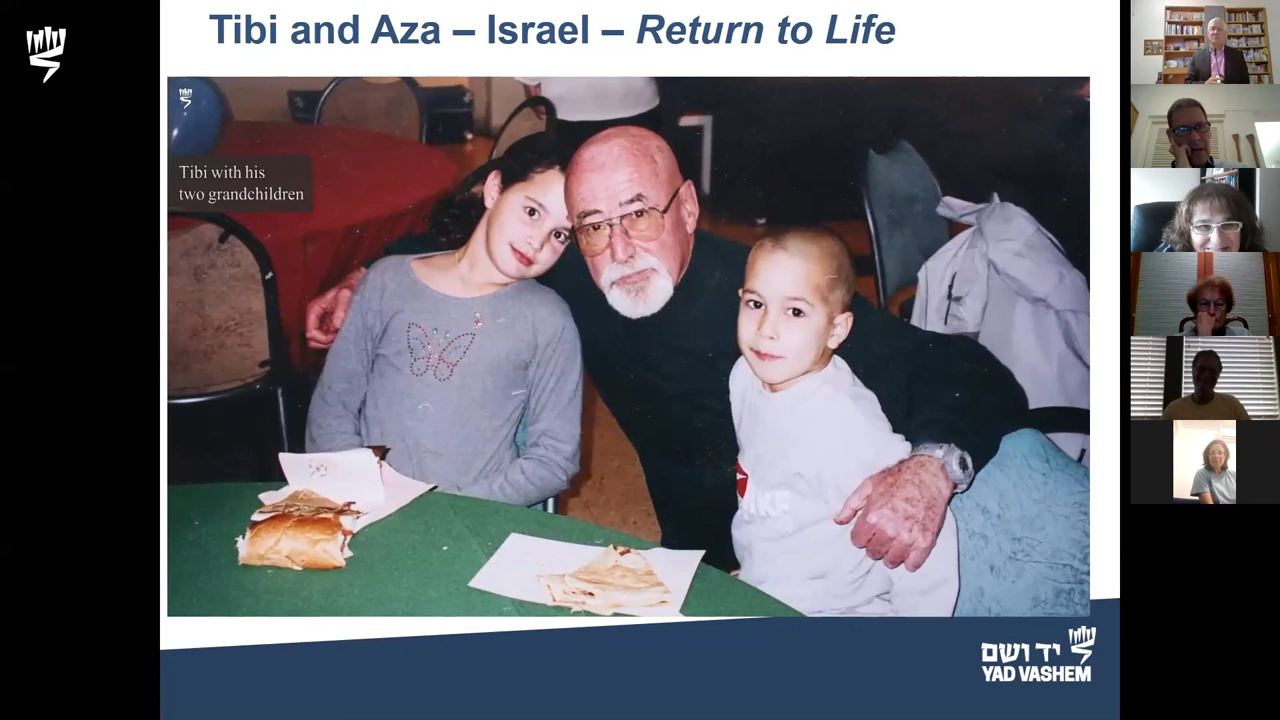 Tibi and Aza – Israel – Return to Life
Tibi with his
two grandchildren
יד ושם
YAD VASHEM